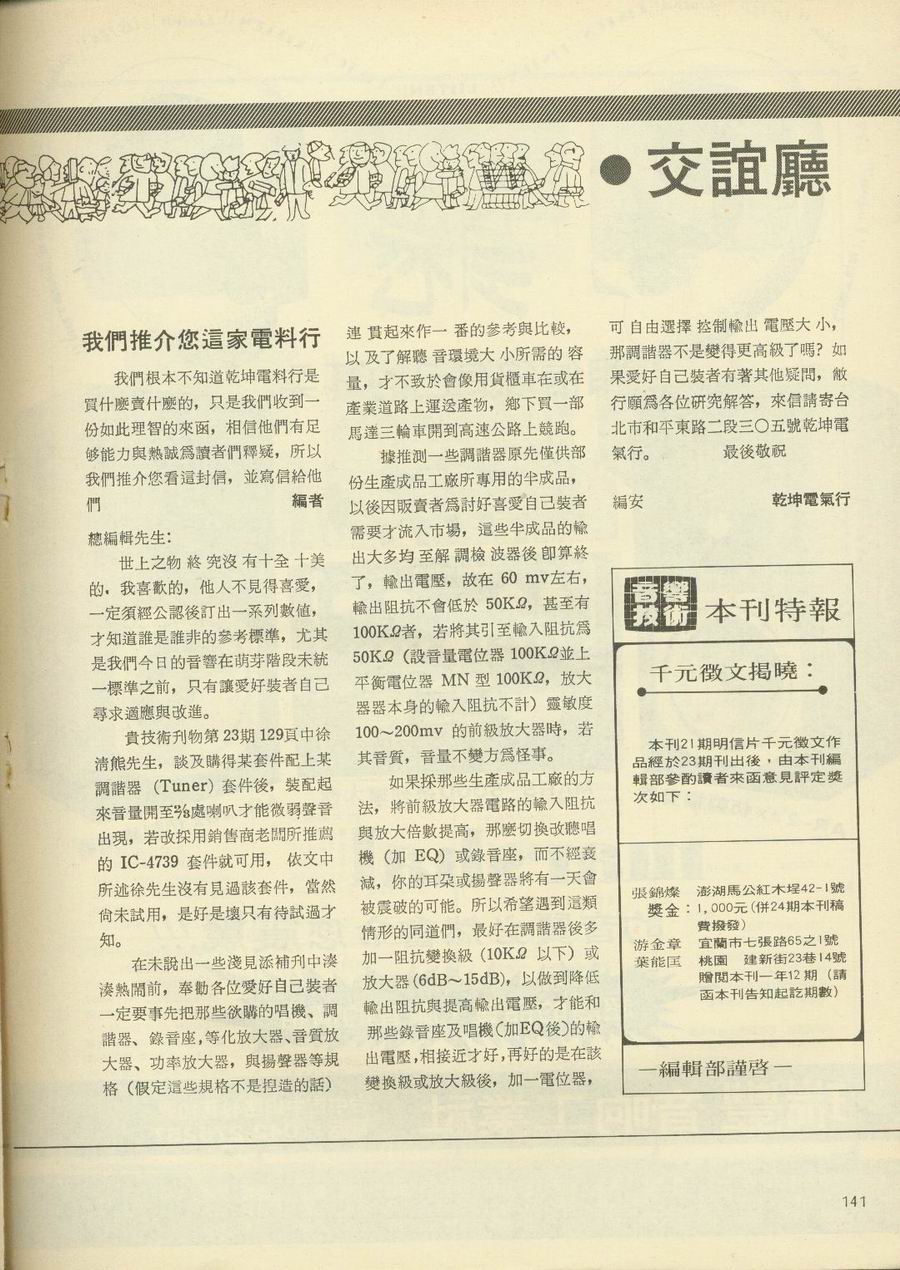 ●交誼廳
我們推介您這家電料行
我們根本不知道乾坤電料行是
買什麽賣什麽的，只是我們收到一
份如此理智的來函，相信他們有足
够能力與熱誠爲讀者們釋疑，所以
我們推介您看這封信，並寫信給他
們 編者
總編輯先生：
世上之物終究沒有十全十美
的，我喜歡的，他人不見得喜愛，
一定須經公認後訂出一系列數値，
才知道誰是誰非的參考標準，尤其
是我們今日的音響在萌芽階段未統
一標準之前，只有讓愛好裝者自己
尋求適應與改進。
貴技術刋物第23期129頁中徐
淸熊先生，談及購得某套件配上某
調諧器（Tuner）套件後，裝配起
來音量開至⅔處喇叭才能微弱聲音
出現，若改採用銷售商老闆所推薦
的 IC-4739 套件就可用，依文中
所述徐先生沒有見過該套件，當然
尙未試用，是好是壞只有待試過才
知。
在未說出一些淺見添補刋中湊
湊熱鬧前，奉勸各位愛好自己裝者
一定要事先把那些欲購的唱機、調
諧器、錄音座，等化放大器、音質放
大器、功率放大器，與揚聲器等規
格（假定這些規格不是揑造的話）
連貫起來作一番的參考與比較，
以及了解聽音環境大小所需的容
量，才不致於會像用貨櫃車在或在
產業道路上運送產物，鄉下買一部
馬達三輪車開到高速公路上競跑。
據推測一些調諧器原先僅供部
份生產成品工廠所專用的半成品，
以後因販賣者爲討好喜愛自己裝者
需要才流入市場，這些半成品的輸
出大多均至解調檢波器後卽算終
了，輸出電壓，故在 60 mv左右，
輸出阻抗不會低於 50KΩ，甚至有
100KΩ者，若將其引至輸入阻抗爲
50KΩ（設音量電位器 100KΩ並上
平衡電位器 MN 型 100KΩ，放大
器器本身的輸入阻抗不計）靈敏度
100～200mv 的前級放大器時，若
其音質，音量不變方爲怪事。
如果採那些生產成品工廠的方
法，將前級放大器電路的輸入阻抗
與放大倍數提高，那麽切換改聽唱
機（加 EQ）或錄音座，而不經衰
減，你的耳朶或揚聲器將有一天會
被震破的可能。所以希望遇到這類
情形的同道們，最好在調諧器後多
加一阻抗變換級（10KΩ 以下）或
放大器(6dB～15dB)，以做到降低
輸出阻抗與提高輸出電壓，才能和
那些錄音座及唱機(加EQ後)的輸
出電壓，相接近才好，再好的是在該
變換級或放大級後，加一電位器，
可自由選擇控制輸出電壓大小，
那調諧器不是變得更高級了嗎？如
果愛好自己裝者有著其他疑問，敝
行願爲各位研究解答，來信請寄台
北市和平東路二段三〇五號乾坤電
氣行。 最後敬祝
編安 乾坤電氣行
音響技術 本刊特報
千元徵文揭曉：
本刊21期明信片千元徵文作
品經於23期刊出後，由本刊編
輯部參酌讀者來函意見評定獎
次如下：
張錦燦 澎湖馬公紅木埕42-1號
獎金：1,000元（併24期本刊稿
費撥發）
游金章 宜蘭市七張路65之1號
葉能匡 桃園 建新街23巷14號
贈閱本刊一年12期（請
函本刊告知起訖期數）
—編輯部謹啓—
141